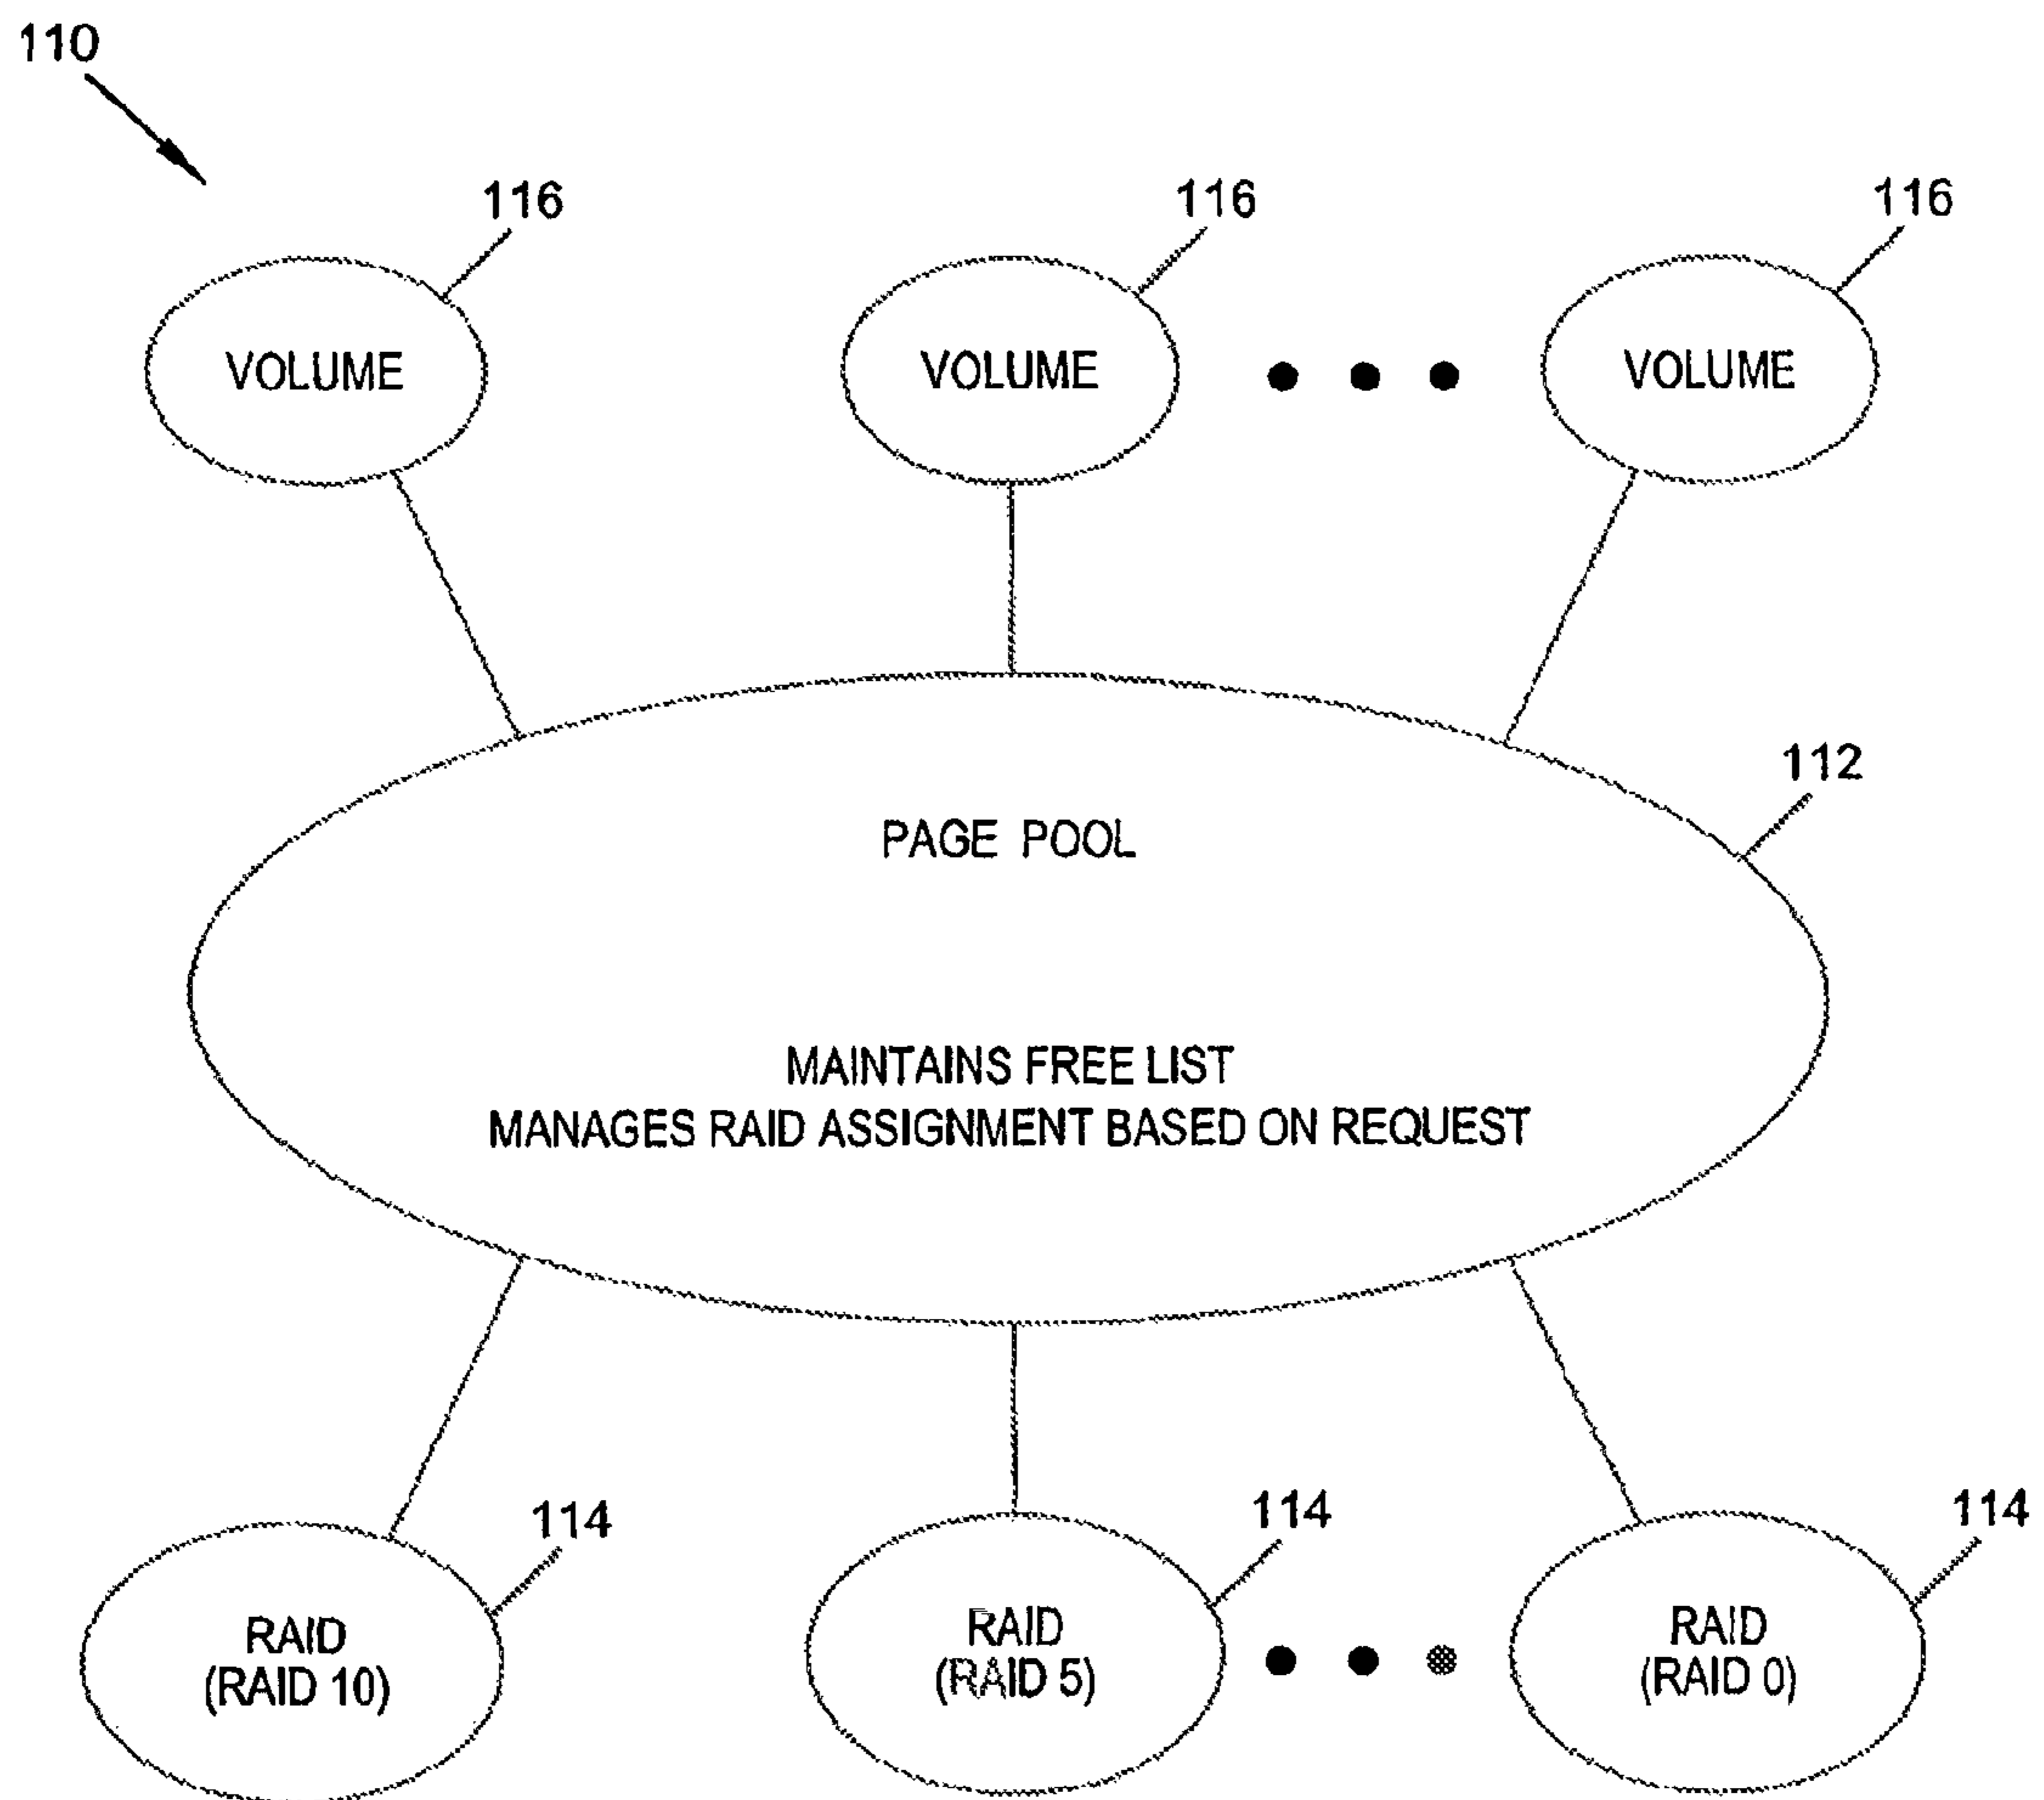 110
116
116
116
VOLUME
VOLUME
VOLUME
112
PAGE POOL
MAINTAINS FREE LIST
MANAGES RAID ASSIGNMENT BASED ON REQUEST
114
114
114
RAID
(RAID 10)
RAID
(RAID 5)
RAID
(RAID 0)